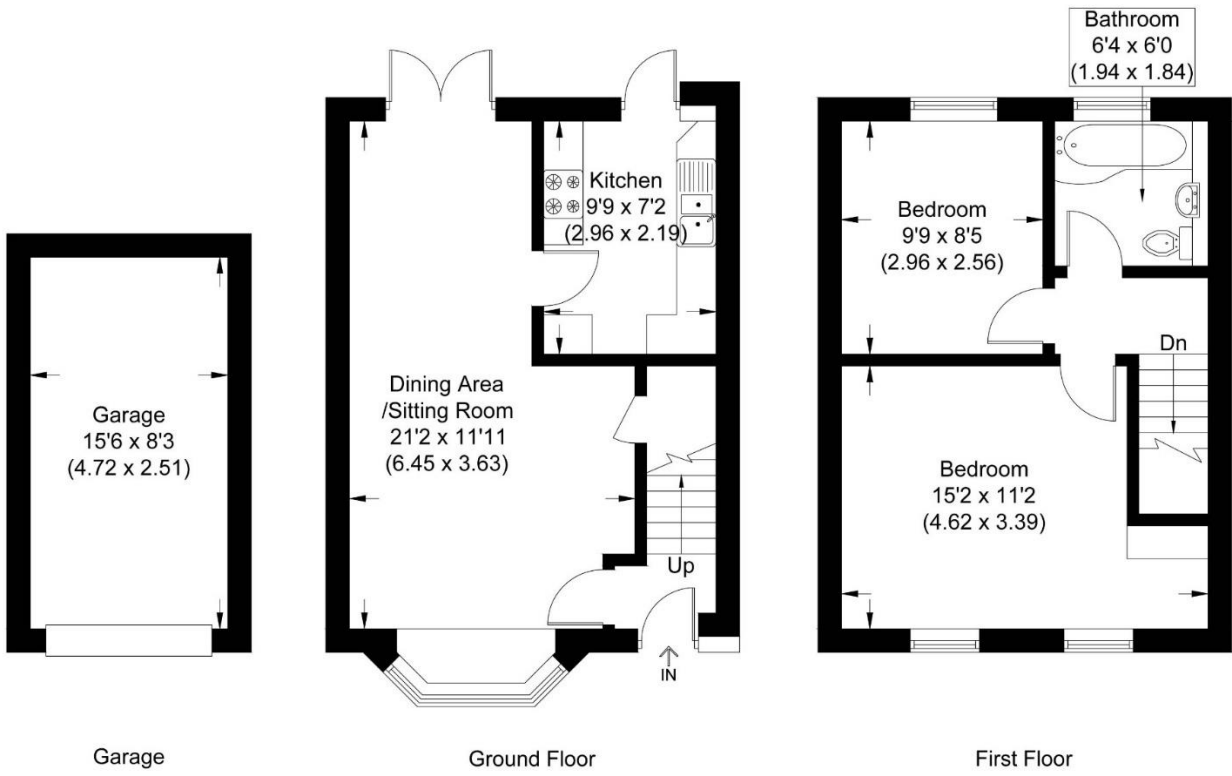 Garage
15'6 x 8'3
(4.72 x 2.51)
Garage
Kitchen
9'9 x 7'2
(2.96 x 2.19)
Dining Area
/Sitting Room
21'2 x 11'11
(6.45 x 3.63)
Up
IN
Ground Floor
Bathroom
6'4 x 6'0
(1.94 x 1.84)
Bedroom
9'9 x 8'5
(2.96 x 2.56)
Dn
Bedroom
15'2 x 11'2
(4.62 x 3.39)
First Floor